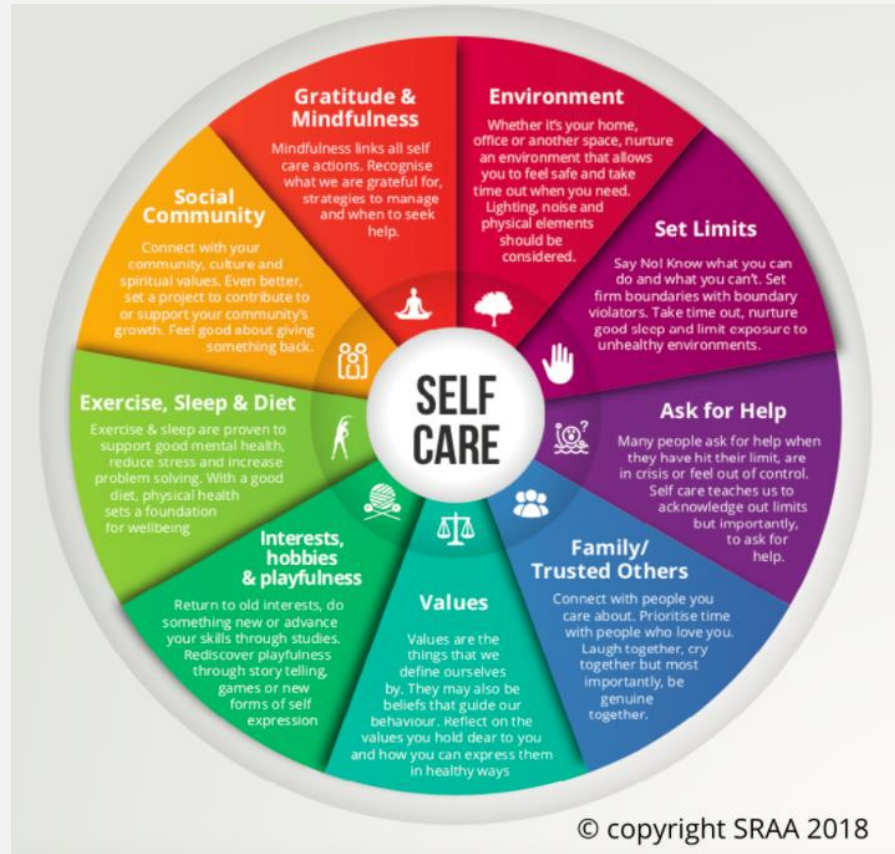 Gratitude &
Mindfulness
Mindfulness links all self
care actions. Recognise
what we are grateful for,
strategies to manage
and when to seek
help.
Environment
Whether it's your home,
office or another space, nurture
an environment that allows
you to feel safe and take
time out when you need.
Lighting, noise and
physical elements
should be
considered.
Set Limits
Say No! Know what you can
do and what you can't. Set
firm boundaries with boundary
violators. Take time out, nurture
good sleep and limit exposure to
unhealthy environments.
Ask for Help
Many people ask for help when
they have hit their limit, are
in crisis or feel out of control.
Self care teaches us to
acknowledge out limits
but importantly,
to ask for
help.
Family/
Trusted Others
Connect with people you
care about. Prioritise time
with people who love you.
Laugh together, cry
together but most
importantly, be
genuine
together.
Values
Values are the
things that we
define ourselves
by. They may also be
beliefs that guide our
behaviour. Reflect on the
values you hold dear to you
and how you can express them
in healthy ways
Interests,
hobbies
& playfulness
Return to old interests, do
something new or advance
your skills through studies.
Rediscover playfulness
through story telling,
games or new
forms of self
expression
Exercise, Sleep & Diet
Exercise & sleep are proven to
support good mental health,
reduce stress and increase
problem solving. With a good
diet, physical health
sets a foundation
for wellbeing
Social
Community
Connect with your
community, culture and
spiritual values. Even better,
set a project to contribute to
or support your community's
growth. Feel good about giving
something back.
SELF
CARE
?
© copyright SRAA 2018